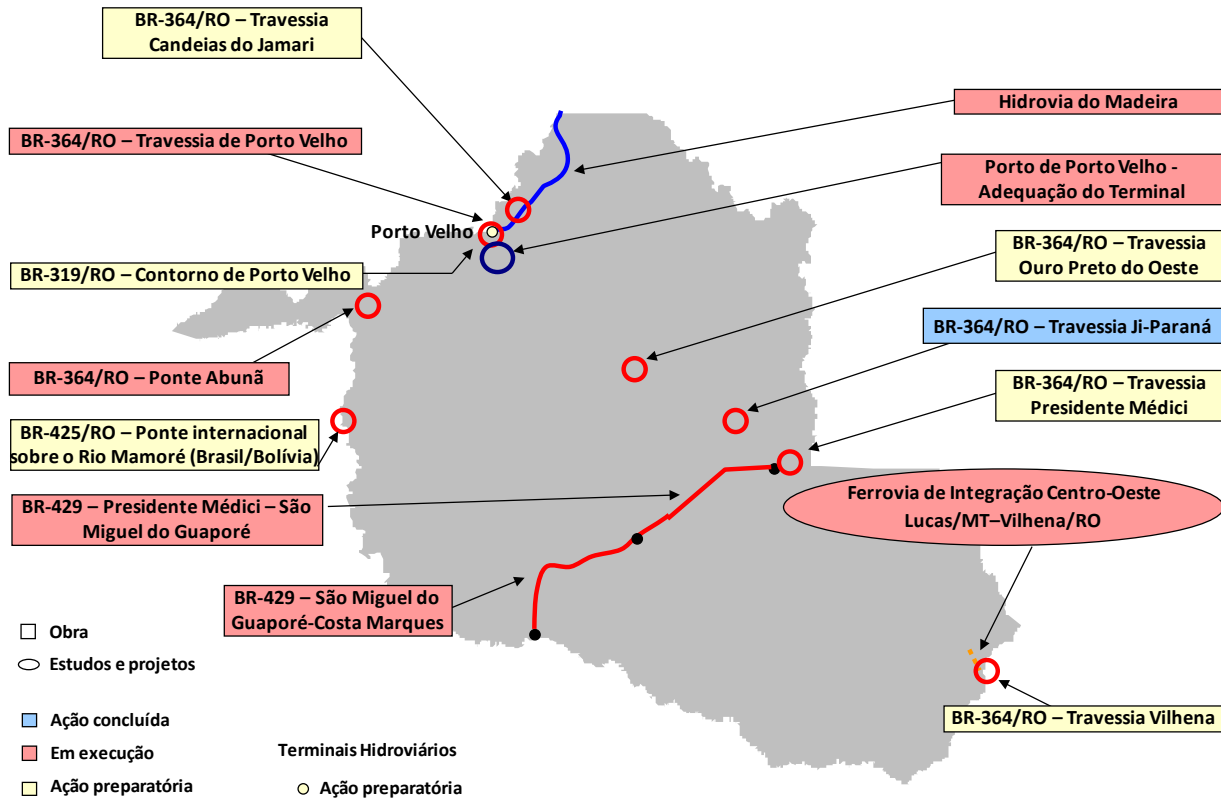 BR-364/RO – Travessia
Candeias do Jamari
Hidrovia do Madeira
BR-364/RO – Travessia de Porto Velho
Porto de Porto Velho -
Adequação do Terminal
Porto Velho
BR-364/RO – Travessia
Ouro Preto do Oeste
BR-319/RO – Contorno de Porto Velho
BR-364/RO – Travessia Ji-Paraná
BR-364/RO – Ponte Abunã
BR-364/RO – Travessia
Presidente Médici
BR-425/RO – Ponte internacional
sobre o Rio Mamoré (Brasil/Bolívia)
Ferrovia de Integração Centro-Oeste
Lucas/MT–Vilhena/RO
BR-429 – Presidente Médici – São
Miguel do Guaporé
BR-429 – São Miguel do
Guaporé-Costa Marques
BR-364/RO – Travessia Vilhena
Obra
Estudos e projetos
Ação concluída
Em execução
Ação preparatória
Terminais Hidroviários
Ação preparatória